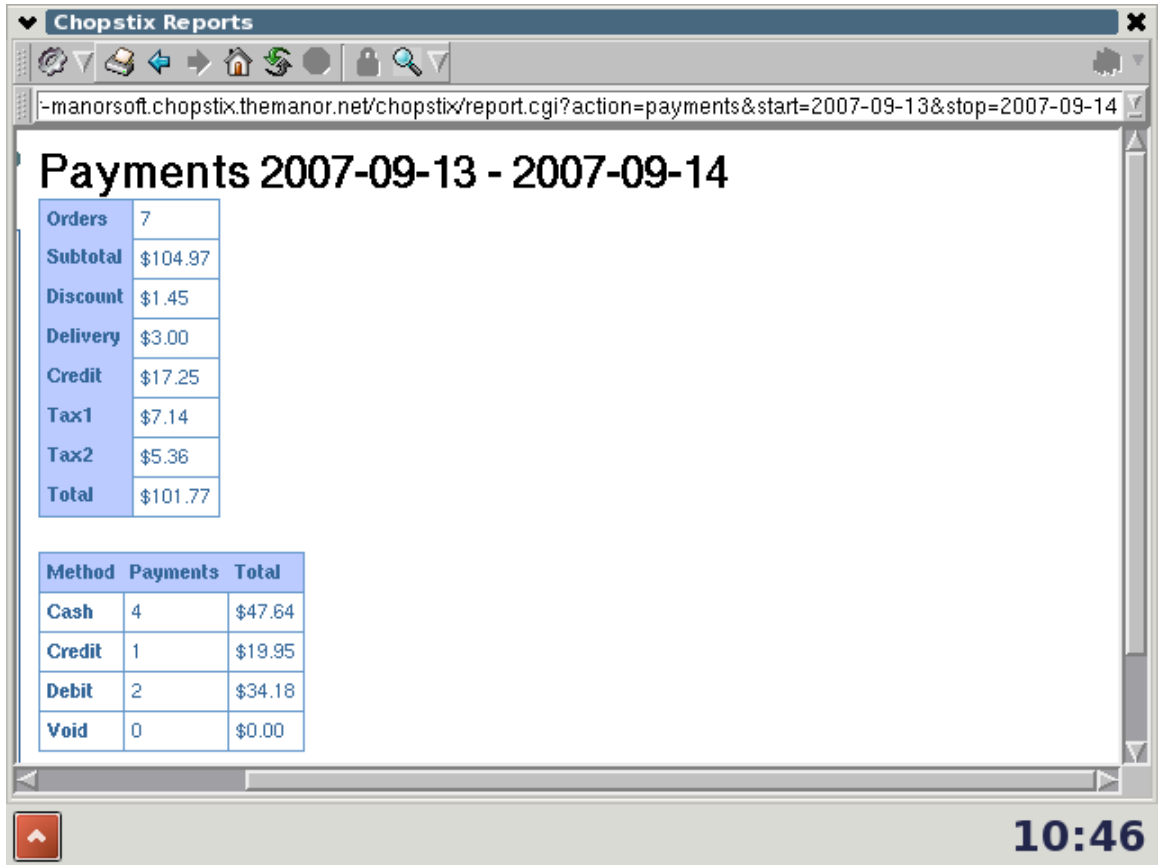 Chopstix Reports
-manorsoft.chopstix.themanor.net/chopstix/report.cgi?action=payments&start=2007-09-13&stop=2007-09-14
Payments 2007-09-13 - 2007-09-14
Orders 7
Subtotal $104.97
Discount $1.45
Delivery $3.00
Credit $17.25
Tax1 $7.14
Tax2 $5.36
Total $101.77
Method Payments Total
Cash 4 $47.64
Credit 1 $19.95
Debit 2 $34.18
Void 0 $0.00
10:46